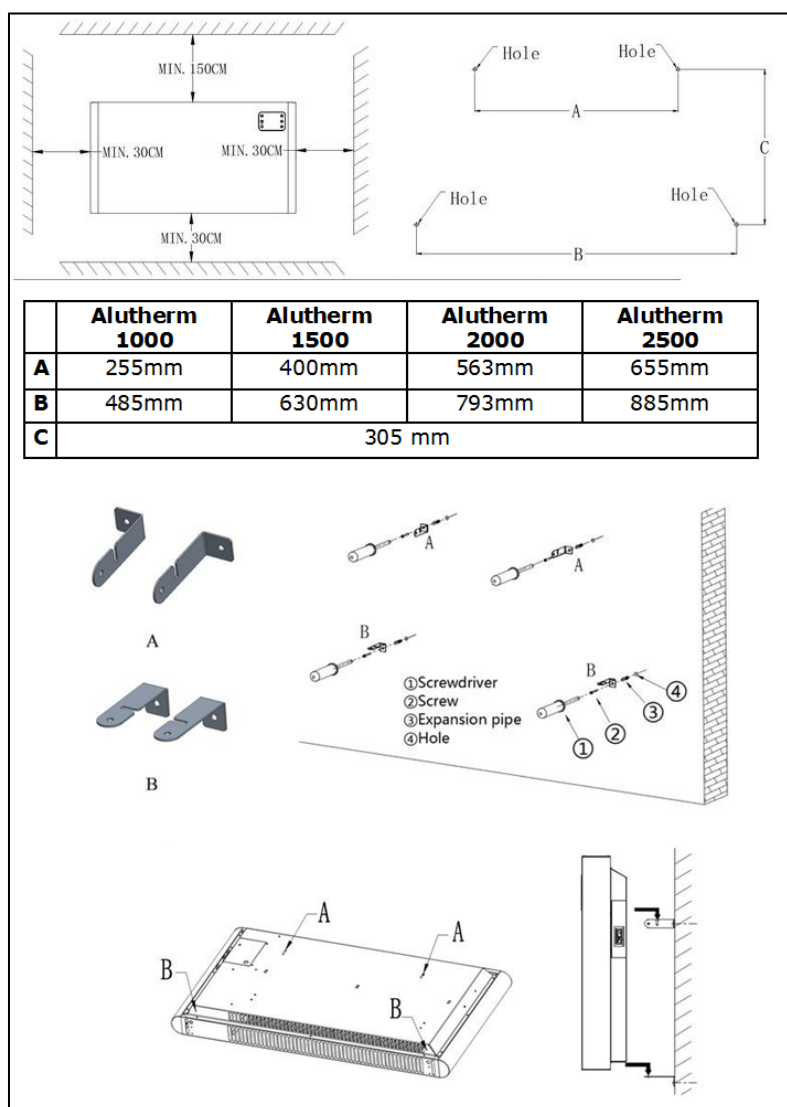 MIN. 150CM
MIN. 30CM
MIN. 30CM
MIN. 30CM
Hole
Hole
A
C
Hole
Hole
B
Alutherm 1000 Alutherm 1500 Alutherm 2000 Alutherm 2500
A 255mm 400mm 563mm 655mm
B 485mm 630mm 793mm 885mm
C 305 mm
A
B
A
A
B
B
①Screwdriver
②Screw
③Expansion pipe
④Hole
①
②
③
④
A
A
B
B